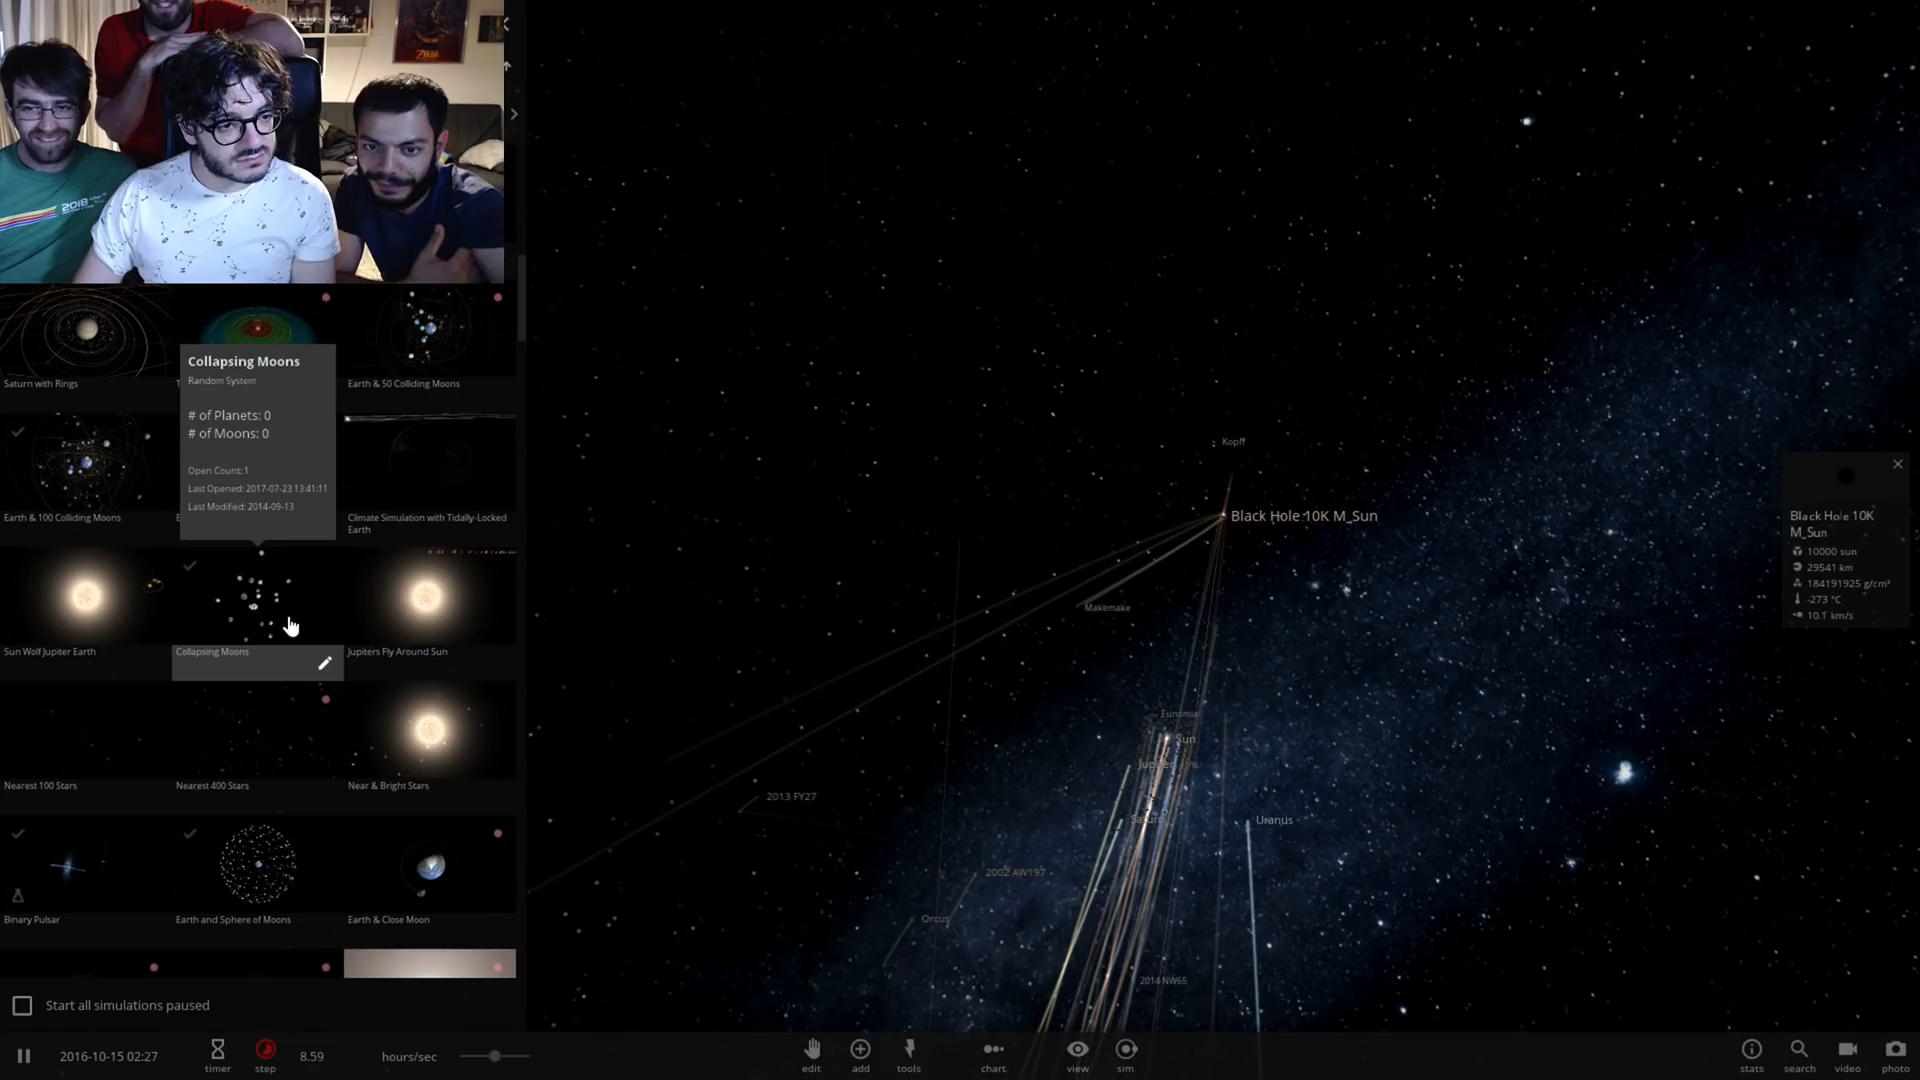 ZELDA
2018
Saturn with Rings
Earth & 50 Colliding Moons
Collapsing Moons
Random System
# of Planets: 0
# of Moons: 0
Open Count: 1
Last Opened: 2017-07-23 13:41:11
Last Modified: 2014-09-13
Earth & 100 Colliding Moons
Climate Simulation with Tidally-Locked
Earth
Sun Wolf Jupiter Earth
Collapsing Moons
Jupiters Fly Around Sun
Nearest 100 Stars
Nearest 400 Stars
Near & Bright Stars
Binary Pulsar
Earth and Sphere of Moons
Earth & Close Moon
Start all simulations paused
Kopff
Black Hole 10K M_Sun
Makemake
Eunomia
Sun
Jupiter
2013 FY27
Saturn
Uranus
2002 AW197
Orcus
2014 NW65
Black Hole 10K
M_Sun
10000 sun
29541 km
184191925 g/cm³
-273 °C
10.1 km/s
2016-10-15 02:27
timer
step
8.59
hours/sec
edit
add
tools
chart
view
sim
stats
search
video
photo